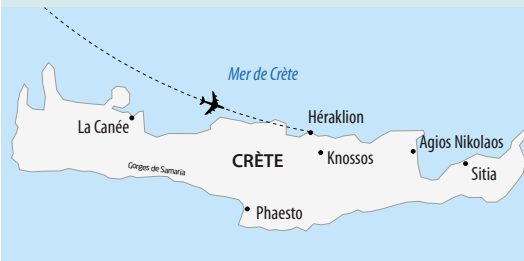 Mer de Crète
Héraklion
La Canée
Agios Nikolaos
CRÈTE
Knossos
Gorges de Samaria
Sitia
Phaesto